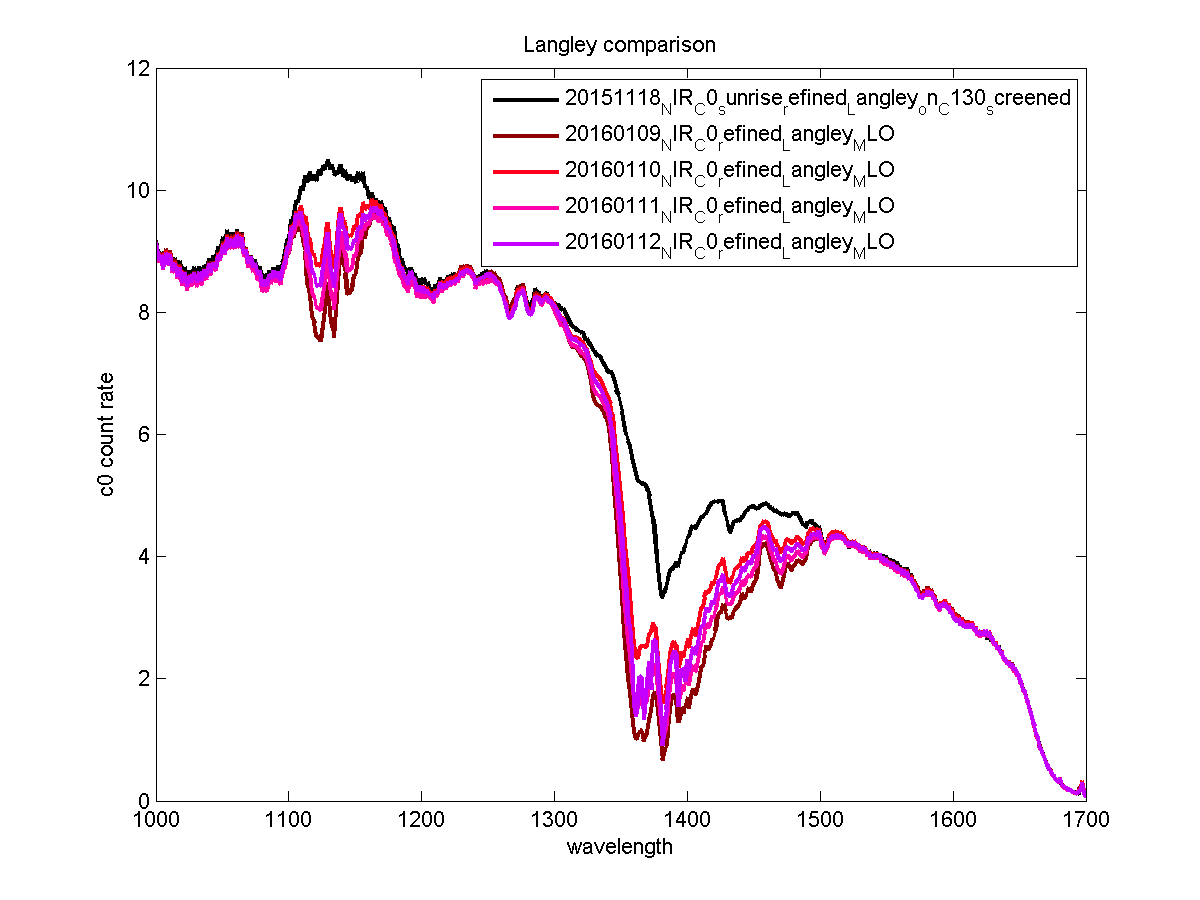 Langley comparison
12
20151118_NIR_C0_sunrise_refined_Langley_on_C130_screened
20160109_NIR_C0_refined_Langley_MLO
20160110_NIR_C0_refined_Langley_MLO
20160111_NIR_C0_refined_Langley_MLO
20160112_NIR_C0_refined_Langley_MLO
10
8
6
4
2
0
c0 count rate
1000 1100 1200 1300 1400 1500 1600 1700
wavelength